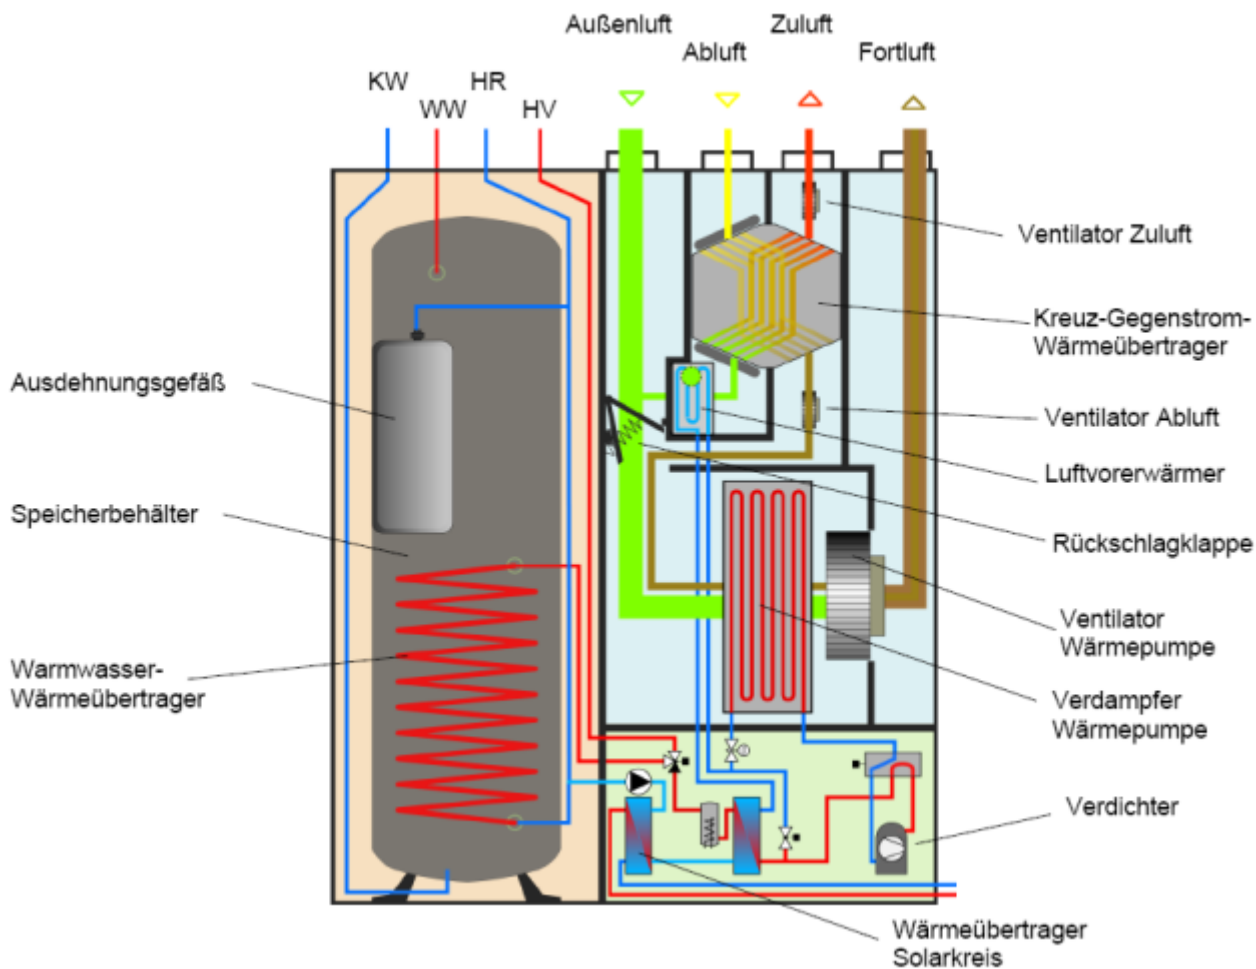 Außenluft
Zuluft
Abluft
Fortluft
KW
HR
WW
HV
Ventilator Zuluft
Kreuz-Gegenstrom-
Wärmeübertrager
Ausdehnungsgefäß
Ventilator Abluft
Luftvorerwärmer
Speicherbehälter
Rückschlagklappe
Ventilator
Wärmepumpe
Warmwasser-
Wärmeübertrager
Verdampfer
Wärmepumpe
Verdichter
Wärmeübertrager
Solarkreis